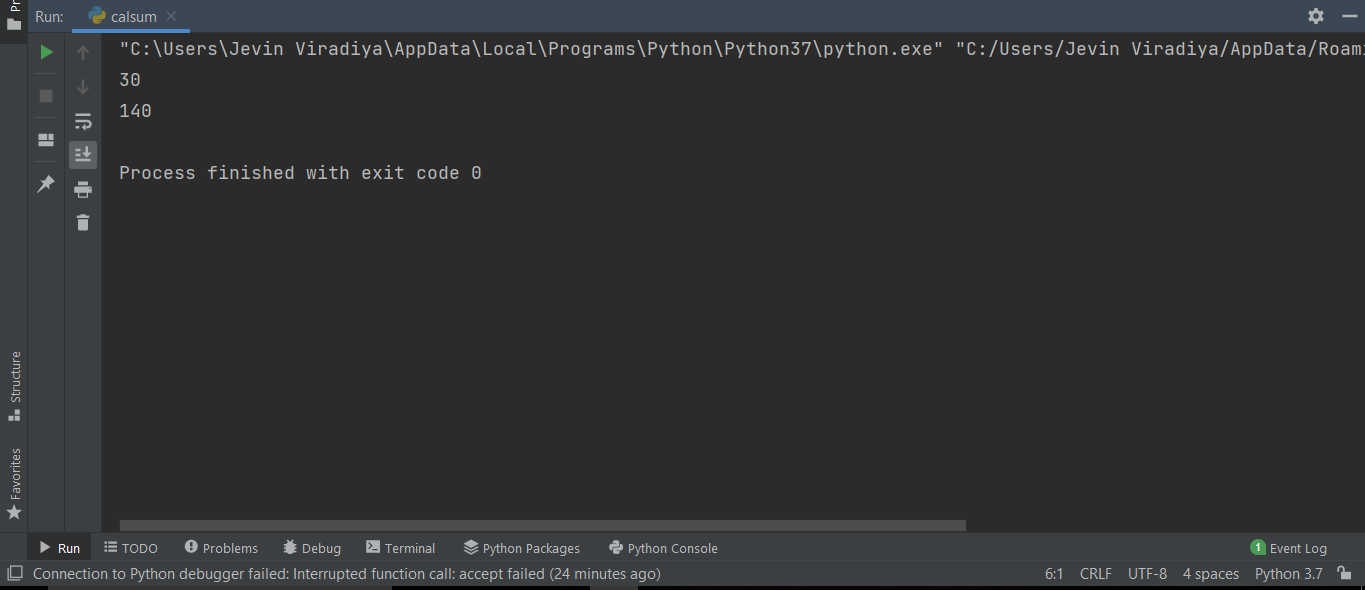 Pr
Run: calsum
"C:\Users\Jevin Viradiya\AppData\Local\Programs\Python\Python37\python.exe" "C:/Users/Jevin Viradiya/AppData/Roami
30
140
Process finished with exit code 0
Structure
Favorites
Run TODO Problems Debug Terminal Python Packages Python Console 1 Event Log
Connection to Python debugger failed: Interrupted function call: accept failed (24 minutes ago) 6:1 CRLF UTF-8 4 spaces Python 3.7